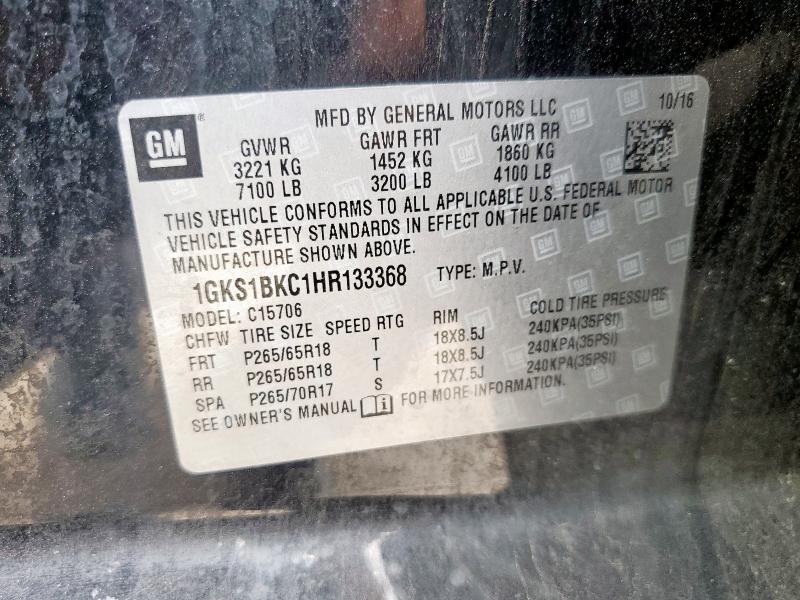 GM®
MFD BY GENERAL MOTORS LLC 10/16
GVWR GAWR FRT GAWR RR
3221 KG 1452 KG 1860 KG
7100 LB 3200 LB 4100 LB
THIS VEHICLE CONFORMS TO ALL APPLICABLE U.S. FEDERAL MOTOR
VEHICLE SAFETY STANDARDS IN EFFECT ON THE DATE OF
MANUFACTURE SHOWN ABOVE.
1GKS1BKC1HR133368 TYPE: M.P.V.
MODEL: C15706
CHFW TIRE SIZE SPEED RTG RIM COLD TIRE PRESSURE
FRT P265/65R18 T 18X8.5J 240KPA(35PSI)
RR P265/65R18 T 18X8.5J 240KPA(35PSI)
SPA P265/70R17 S 17X7.5J 240KPA(35PSI)
SEE OWNER'S MANUAL i FOR MORE INFORMATION.